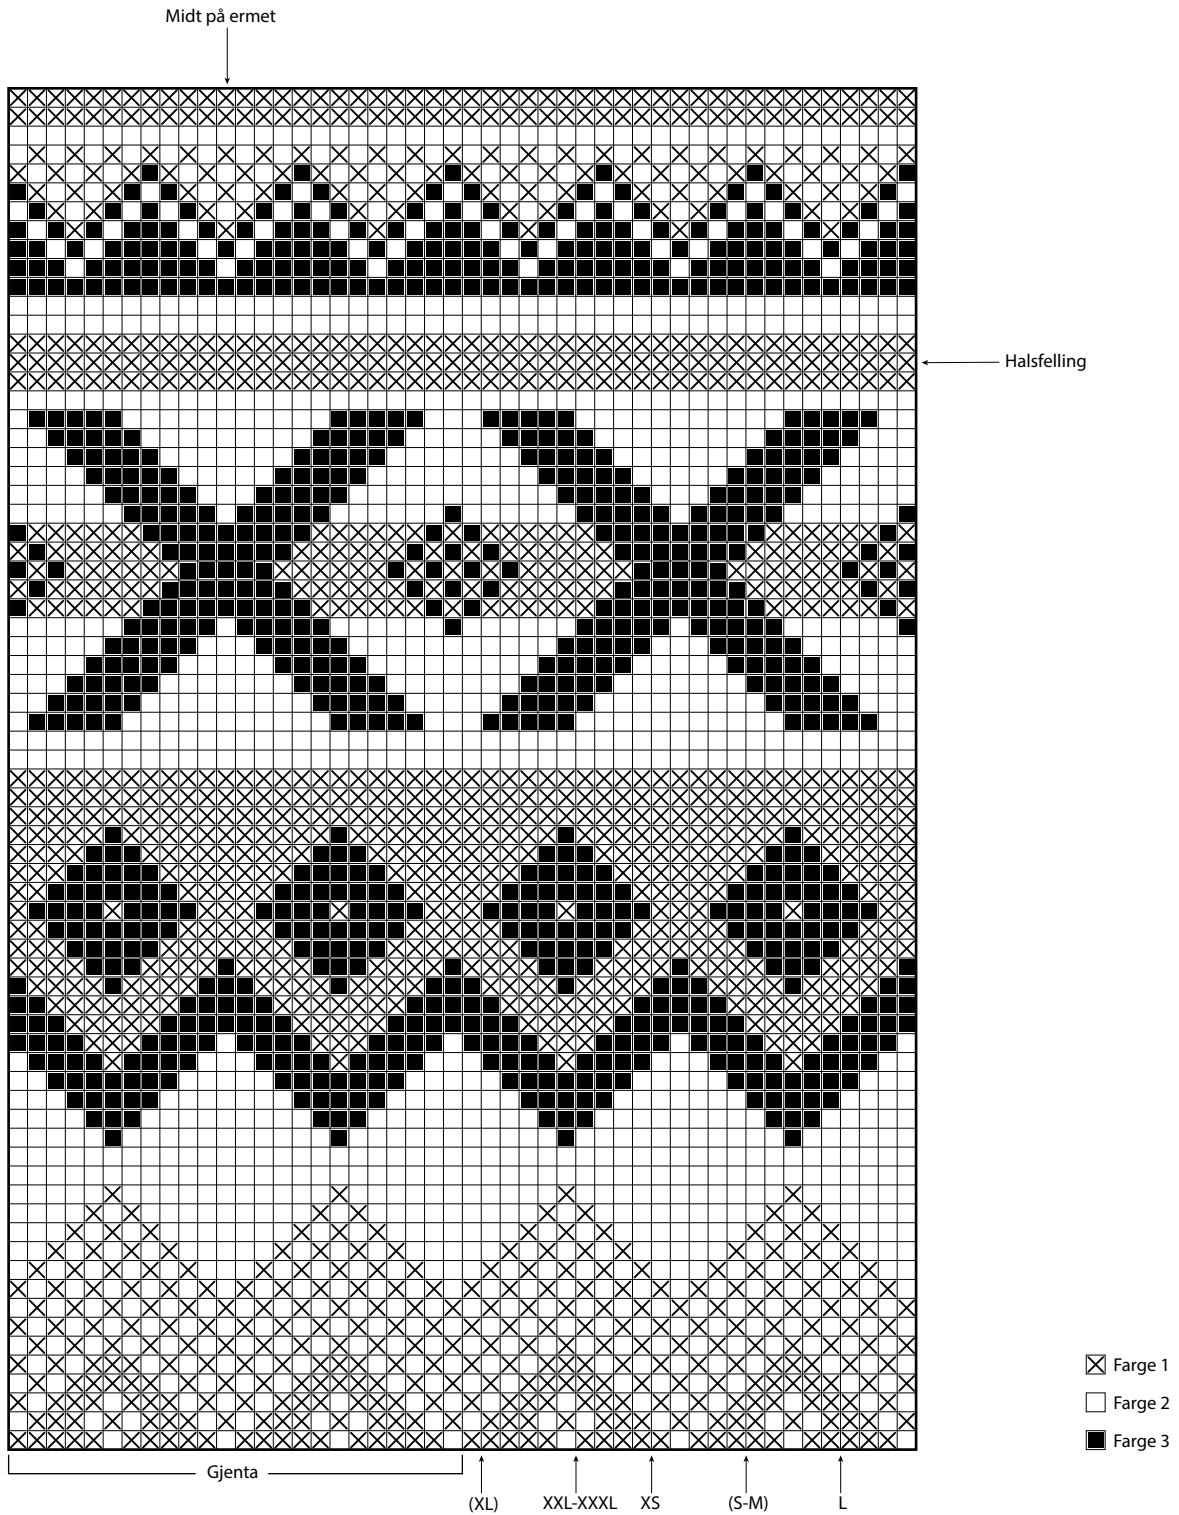 Midt på ermet
Halsfelling
Farge 1
Farge 2
Farge 3
Gjenta
(XL)
XXL-XXXL
XS
(S-M)
L